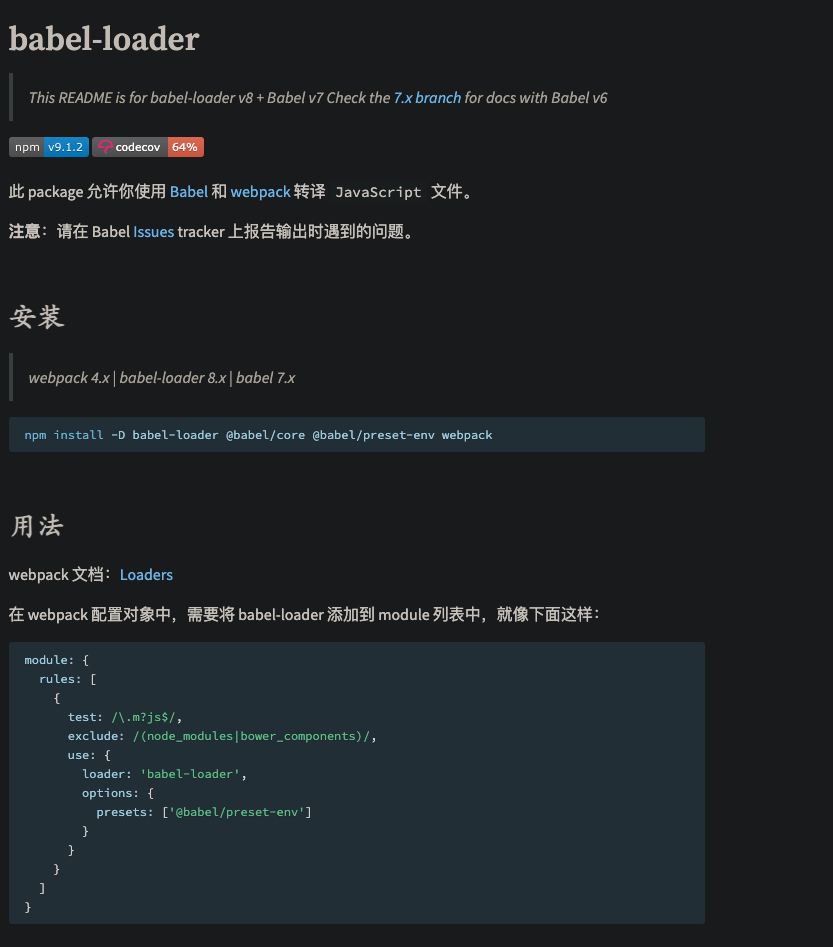 babel-loader
This README is for babel-loader v8 + Babel v7 Check the 7.x branch for docs with Babel v6
npm v9.1.2 codecov 64%
此 package 允许你使用 Babel 和 webpack 转译 JavaScript 文件。
注意：请在 Babel Issues tracker 上报告输出时遇到的问题。
安装
webpack 4.x | babel-loader 8.x | babel 7.x
npm install -D babel-loader @babel/core @babel/preset-env webpack
用法
webpack 文档：Loaders
在 webpack 配置对象中，需要将 babel-loader 添加到 module 列表中，就像下面这样：
module: {
  rules: [
    {
      test: /\.m?js$/,
      exclude: /(node_modules|bower_components)/,
      use: {
        loader: 'babel-loader',
        options: {
          presets: ['@babel/preset-env']
        }
      }
    }
  ]
}